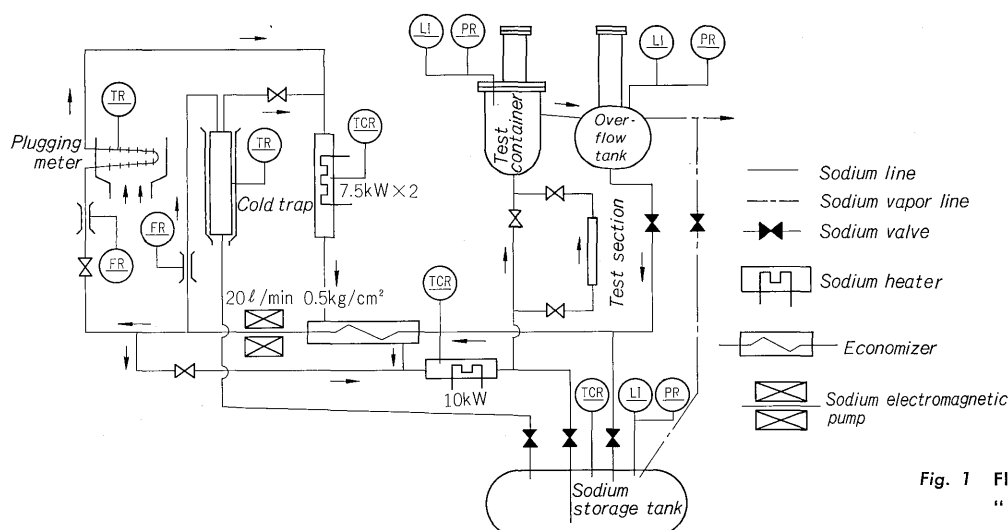 LI
PR
LI
PR
TR
TCR
TR
Plugging
meter
Test
container
Over-
flow
tank
7.5kW×2
Cold trap
FR
FR
Test section
TCR
20ℓ/min 0.5kg/cm²
10kW
TCR
LI
PR
Sodium
storage tank
Sodium line
Sodium vapor line
Sodium valve
Sodium heater
Economizer
Sodium electromagnetic
pump
Fig. 1 Fl
"